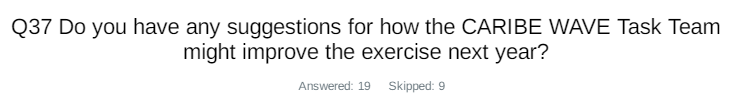 Q37 Do you have any suggestions for how the CARIBE WAVE Task Team
might improve the exercise next year?
Answered: 19 Skipped: 9